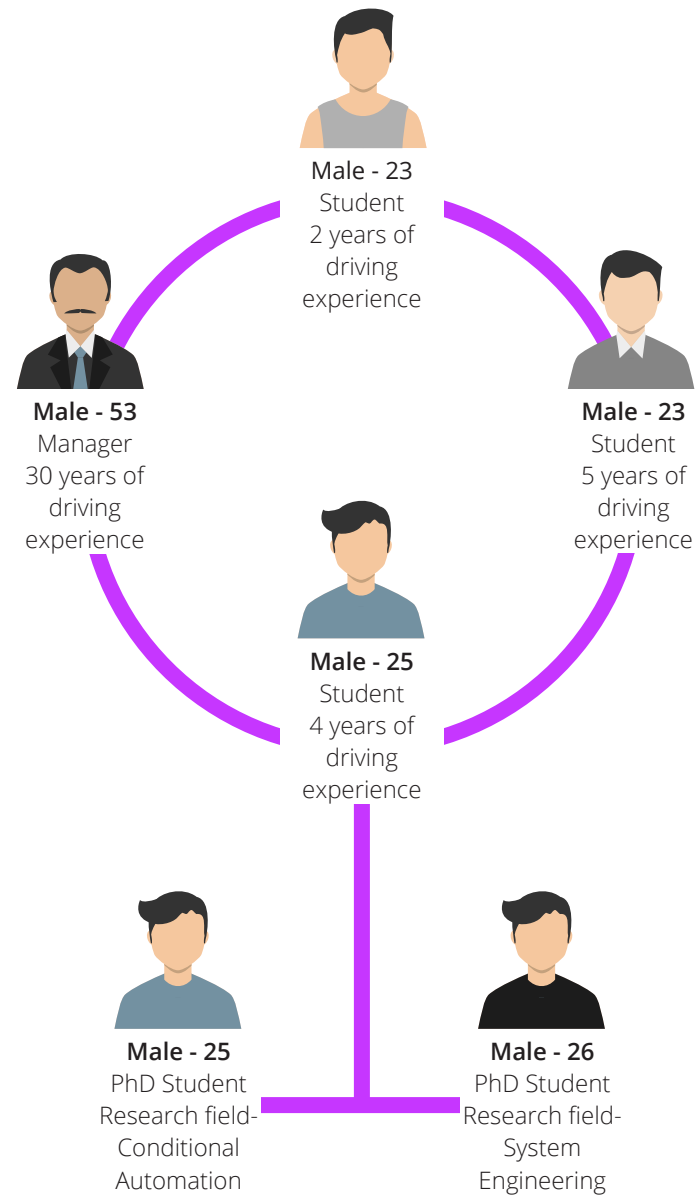 Male - 23
Student
2 years of
driving
experience
Male - 53
Manager
30 years of
driving
experience
Male - 23
Student
5 years of
driving
experience
Male - 25
Student
4 years of
driving
experience
Male - 25
PhD Student
Research field-
Conditional
Automation
Male - 26
PhD Student
Research field-
System
Engineering